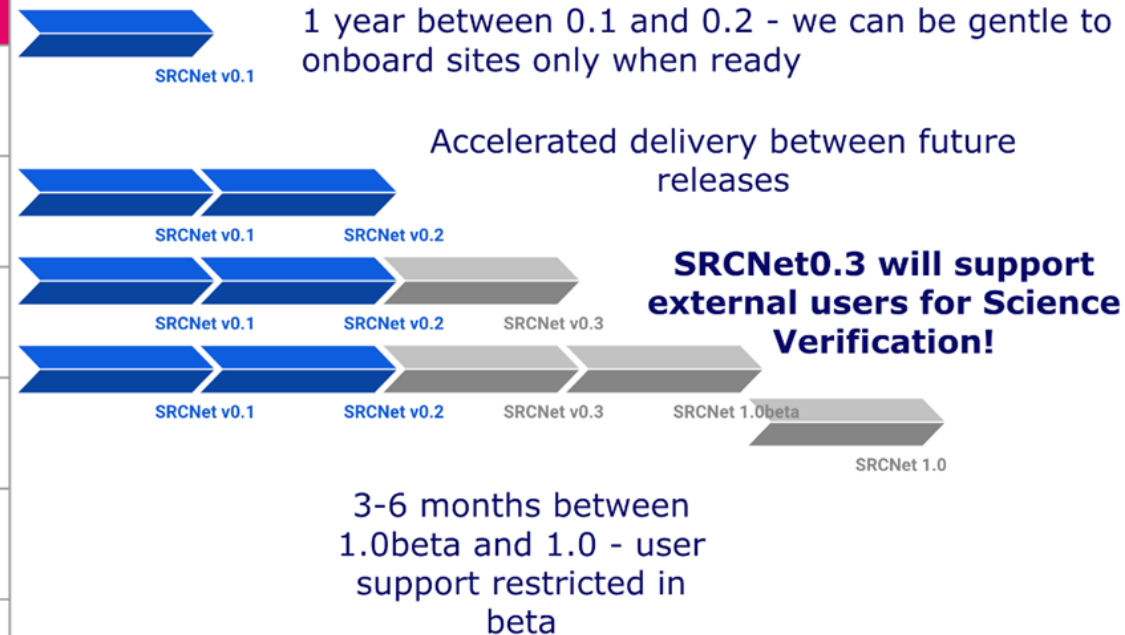 1 year between 0.1 and 0.2 - we can be gentle to
onboard sites only when ready
SRCNet v0.1
Accelerated delivery between future
releases
SRCNet v0.1
SRCNet v0.2
SRCNet0.3 will support
external users for Science
Verification!
SRCNet v0.1
SRCNet v0.2
SRCNet v0.3
SRCNet v0.1
SRCNet v0.2
SRCNet v0.3
SRCNet 1.0beta
SRCNet 1.0
3-6 months between
1.0beta and 1.0 - user
support restricted in
beta